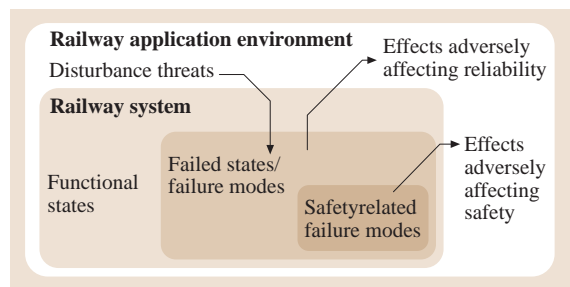 Railway application environment
Disturbance threats
Effects adversely
affecting reliability
Railway system
Functional
states
Failed states/
failure modes
Safetyrelated
failure modes
Effects
adversely
affecting
safety